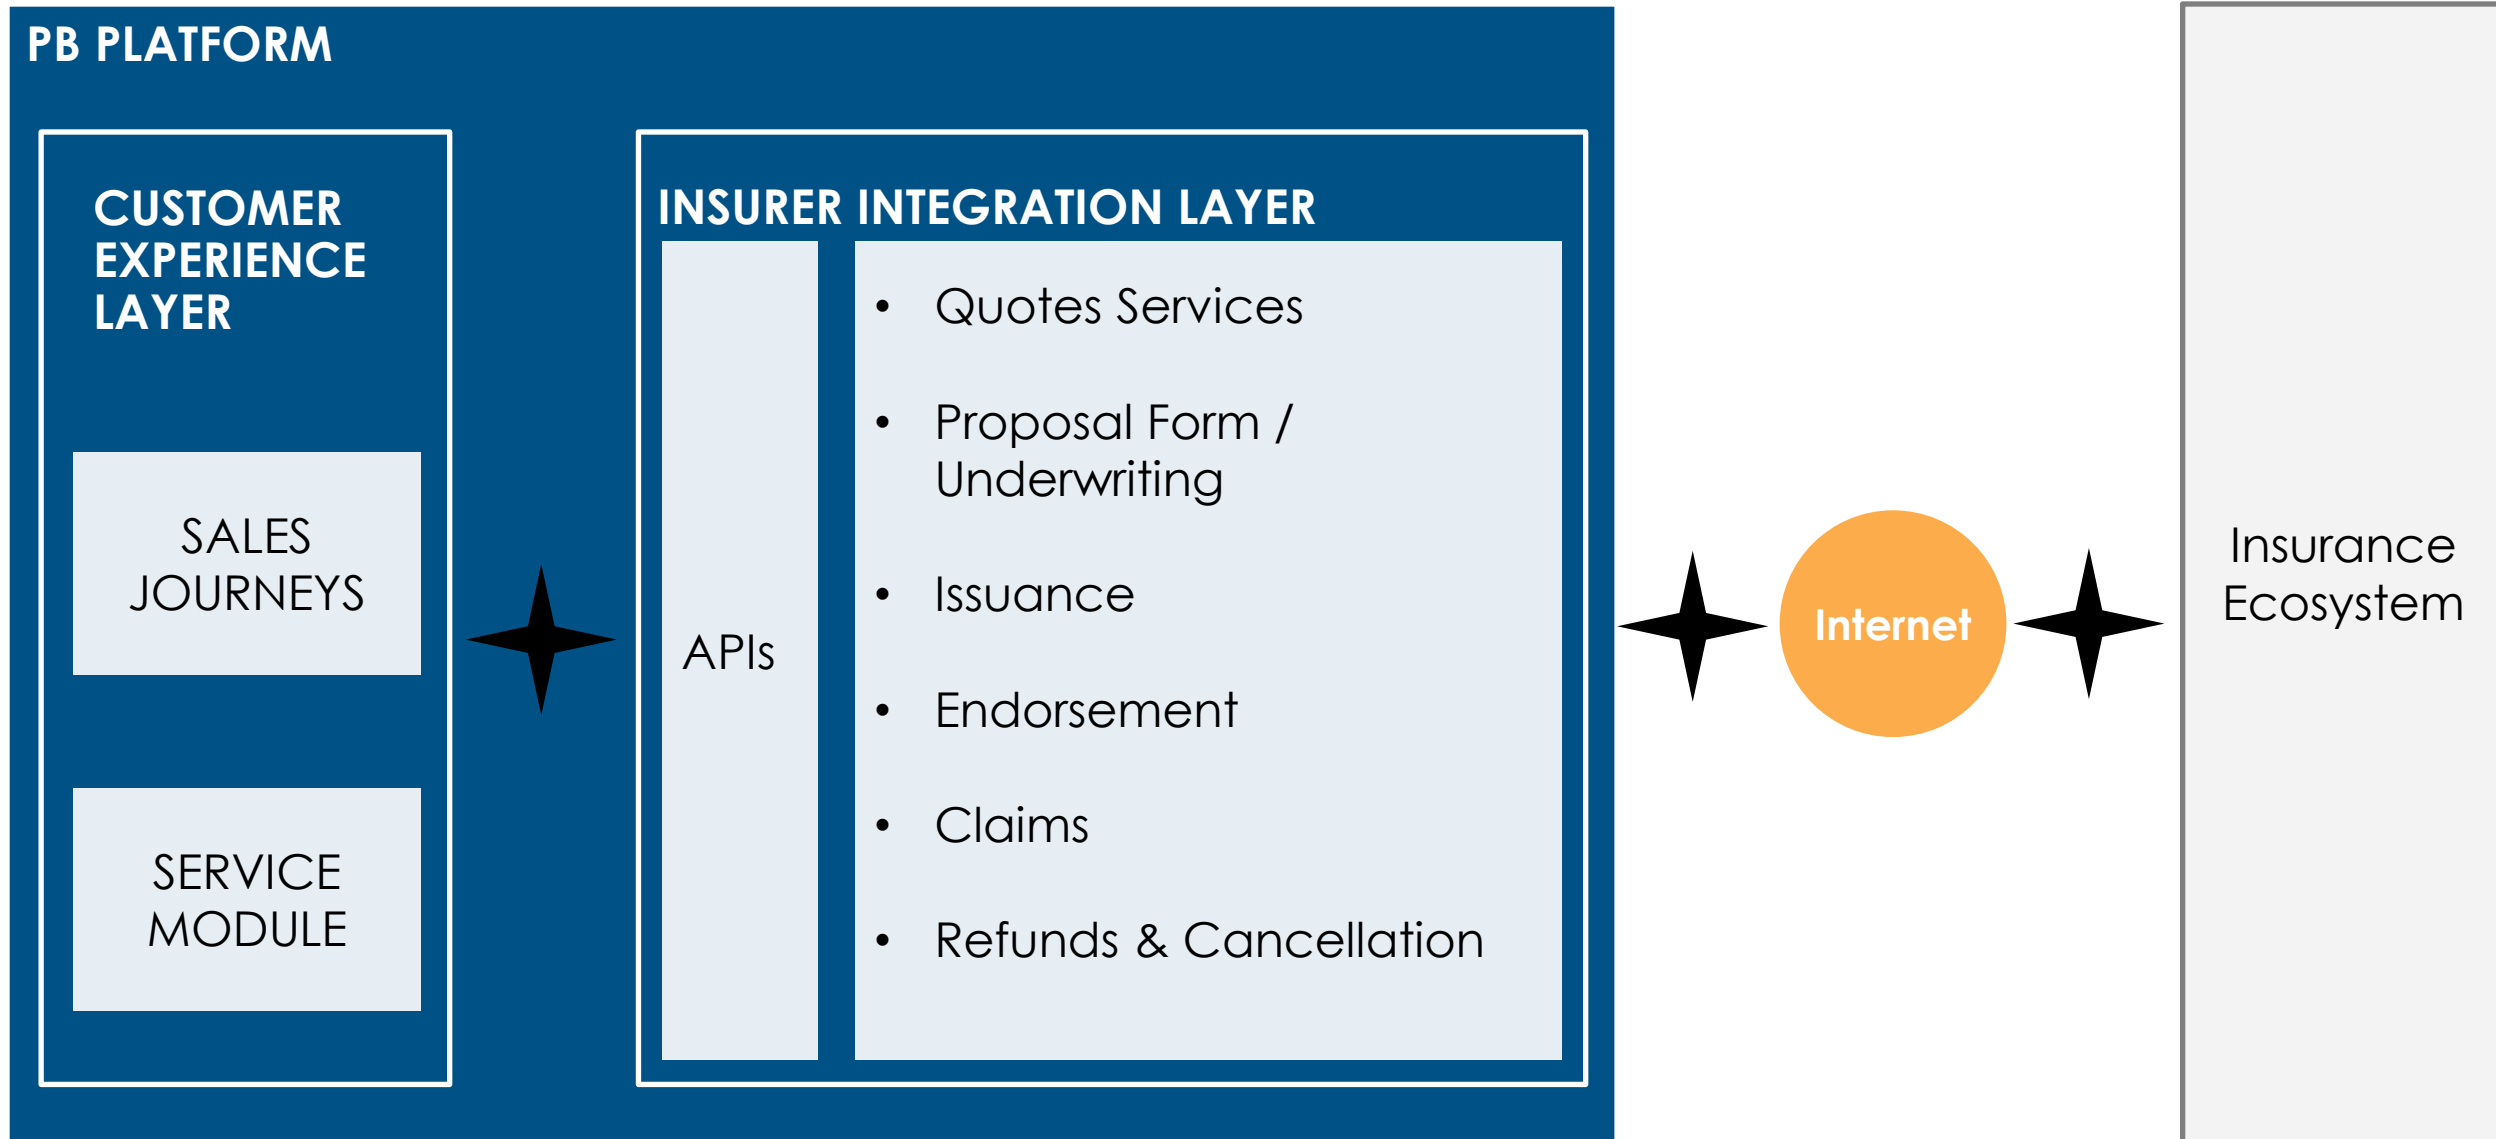 PB PLATFORM
CUSTOMER
EXPERIENCE
LAYER
SALES
JOURNEYS
SERVICE
MODULE
INSURER INTEGRATION LAYER
APIs
• Quotes Services
• Proposal Form /
Underwriting
• Issuance
• Endorsement
• Claims
• Refunds & Cancellation
Internet
Insurance
Ecosystem